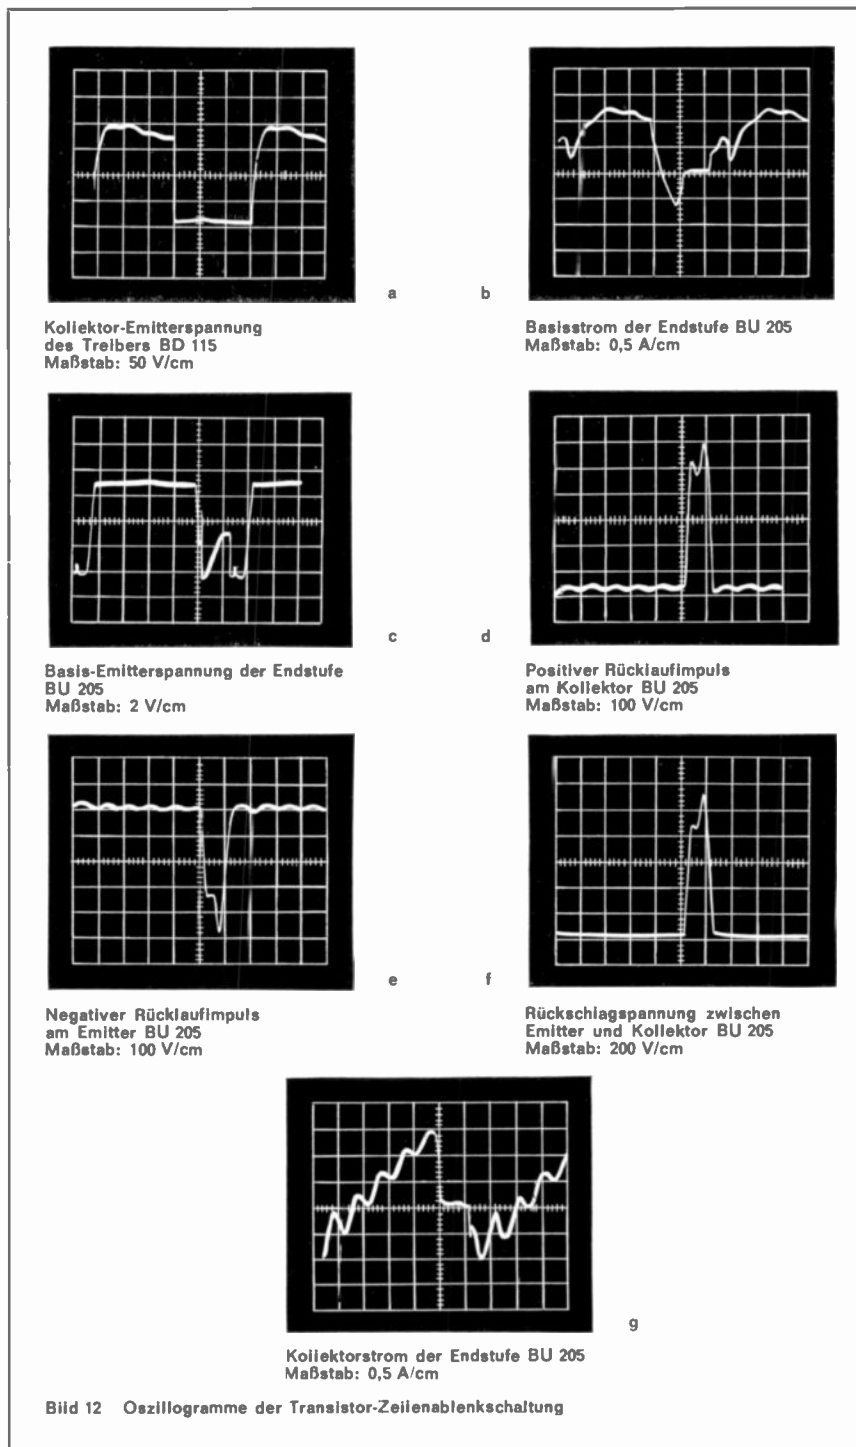 a
Kollektor-Emitterspannung
des Treibers BD 115
Maßstab: 50 V/cm
b
Basisstrom der Endstufe BU 205
Maßstab: 0,5 A/cm
c
Basis-Emitterspannung der Endstufe
BU 205
Maßstab: 2 V/cm
d
Positiver Rücklaufimpuls
am Kollektor BU 205
Maßstab: 100 V/cm
e
Negativer Rücklaufimpuls
am Emitter BU 205
Maßstab: 100 V/cm
f
Rückschlagspannung zwischen
Emitter und Kollektor BU 205
Maßstab: 200 V/cm
g
Kollektorstrom der Endstufe BU 205
Maßstab: 0,5 A/cm
Bild 12 Oszillogramme der Transistor-Zeilenablenkschaltung